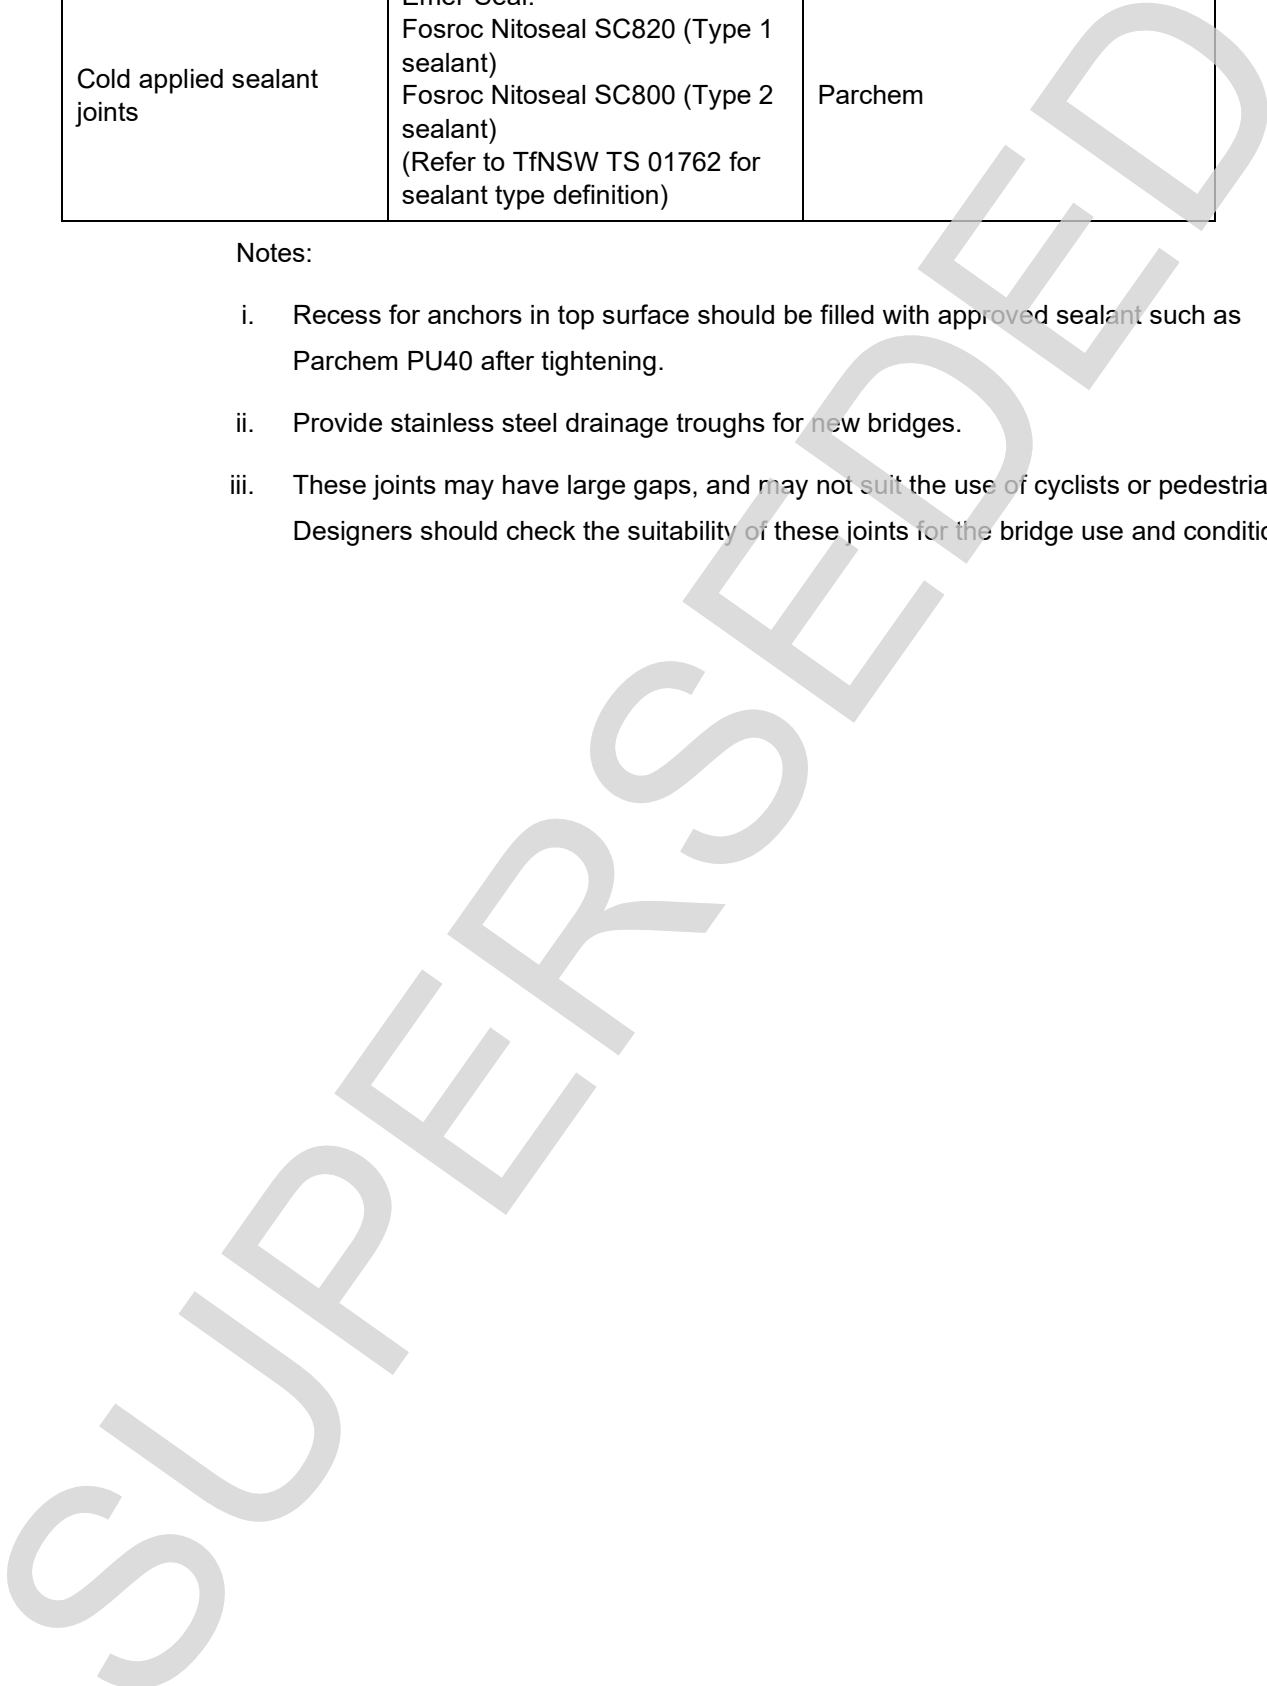 Fosroc Nitoseal SC820 (Type 1
sealant)
Cold applied sealant
joints
Fosroc Nitoseal SC800 (Type 2
sealant)
(Refer to TfNSW TS 01762 for
sealant type definition)
Parchem
Notes:
i. Recess for anchors in top surface should be filled with approved sealant such as
Parchem PU40 after tightening.
ii. Provide stainless steel drainage troughs for new bridges.
iii. These joints may have large gaps, and may not suit the use of cyclists or pedestria
Designers should check the suitability of these joints for the bridge use and conditio
SUPERSEDED